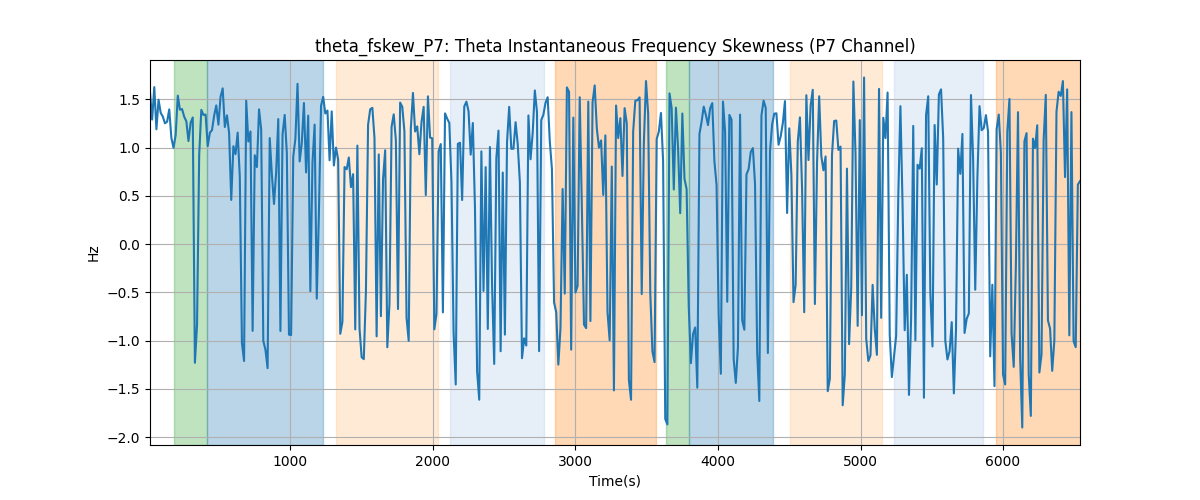 theta_fskew_P7: Theta Instantaneous Frequency Skewness (P7 Channel)
1.5
1.0
0.5
0.0
−0.5
−1.0
−1.5
−2.0
Hz
1000 2000 3000 4000 5000 6000
Time(s)